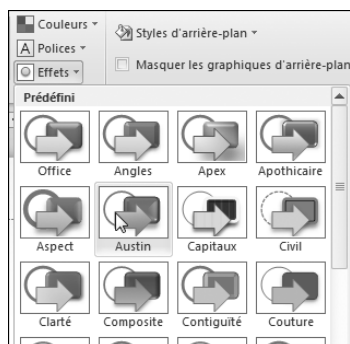 Couleurs
Styles d'arrière-plan
A Polices
Effets
Masquer les graphiques d'arrière-plan
Prédéfini
Office Angles Apex Apothicaire
Aspect Austin Capitaux Civil
Clarté Composite Contiguïté Couture